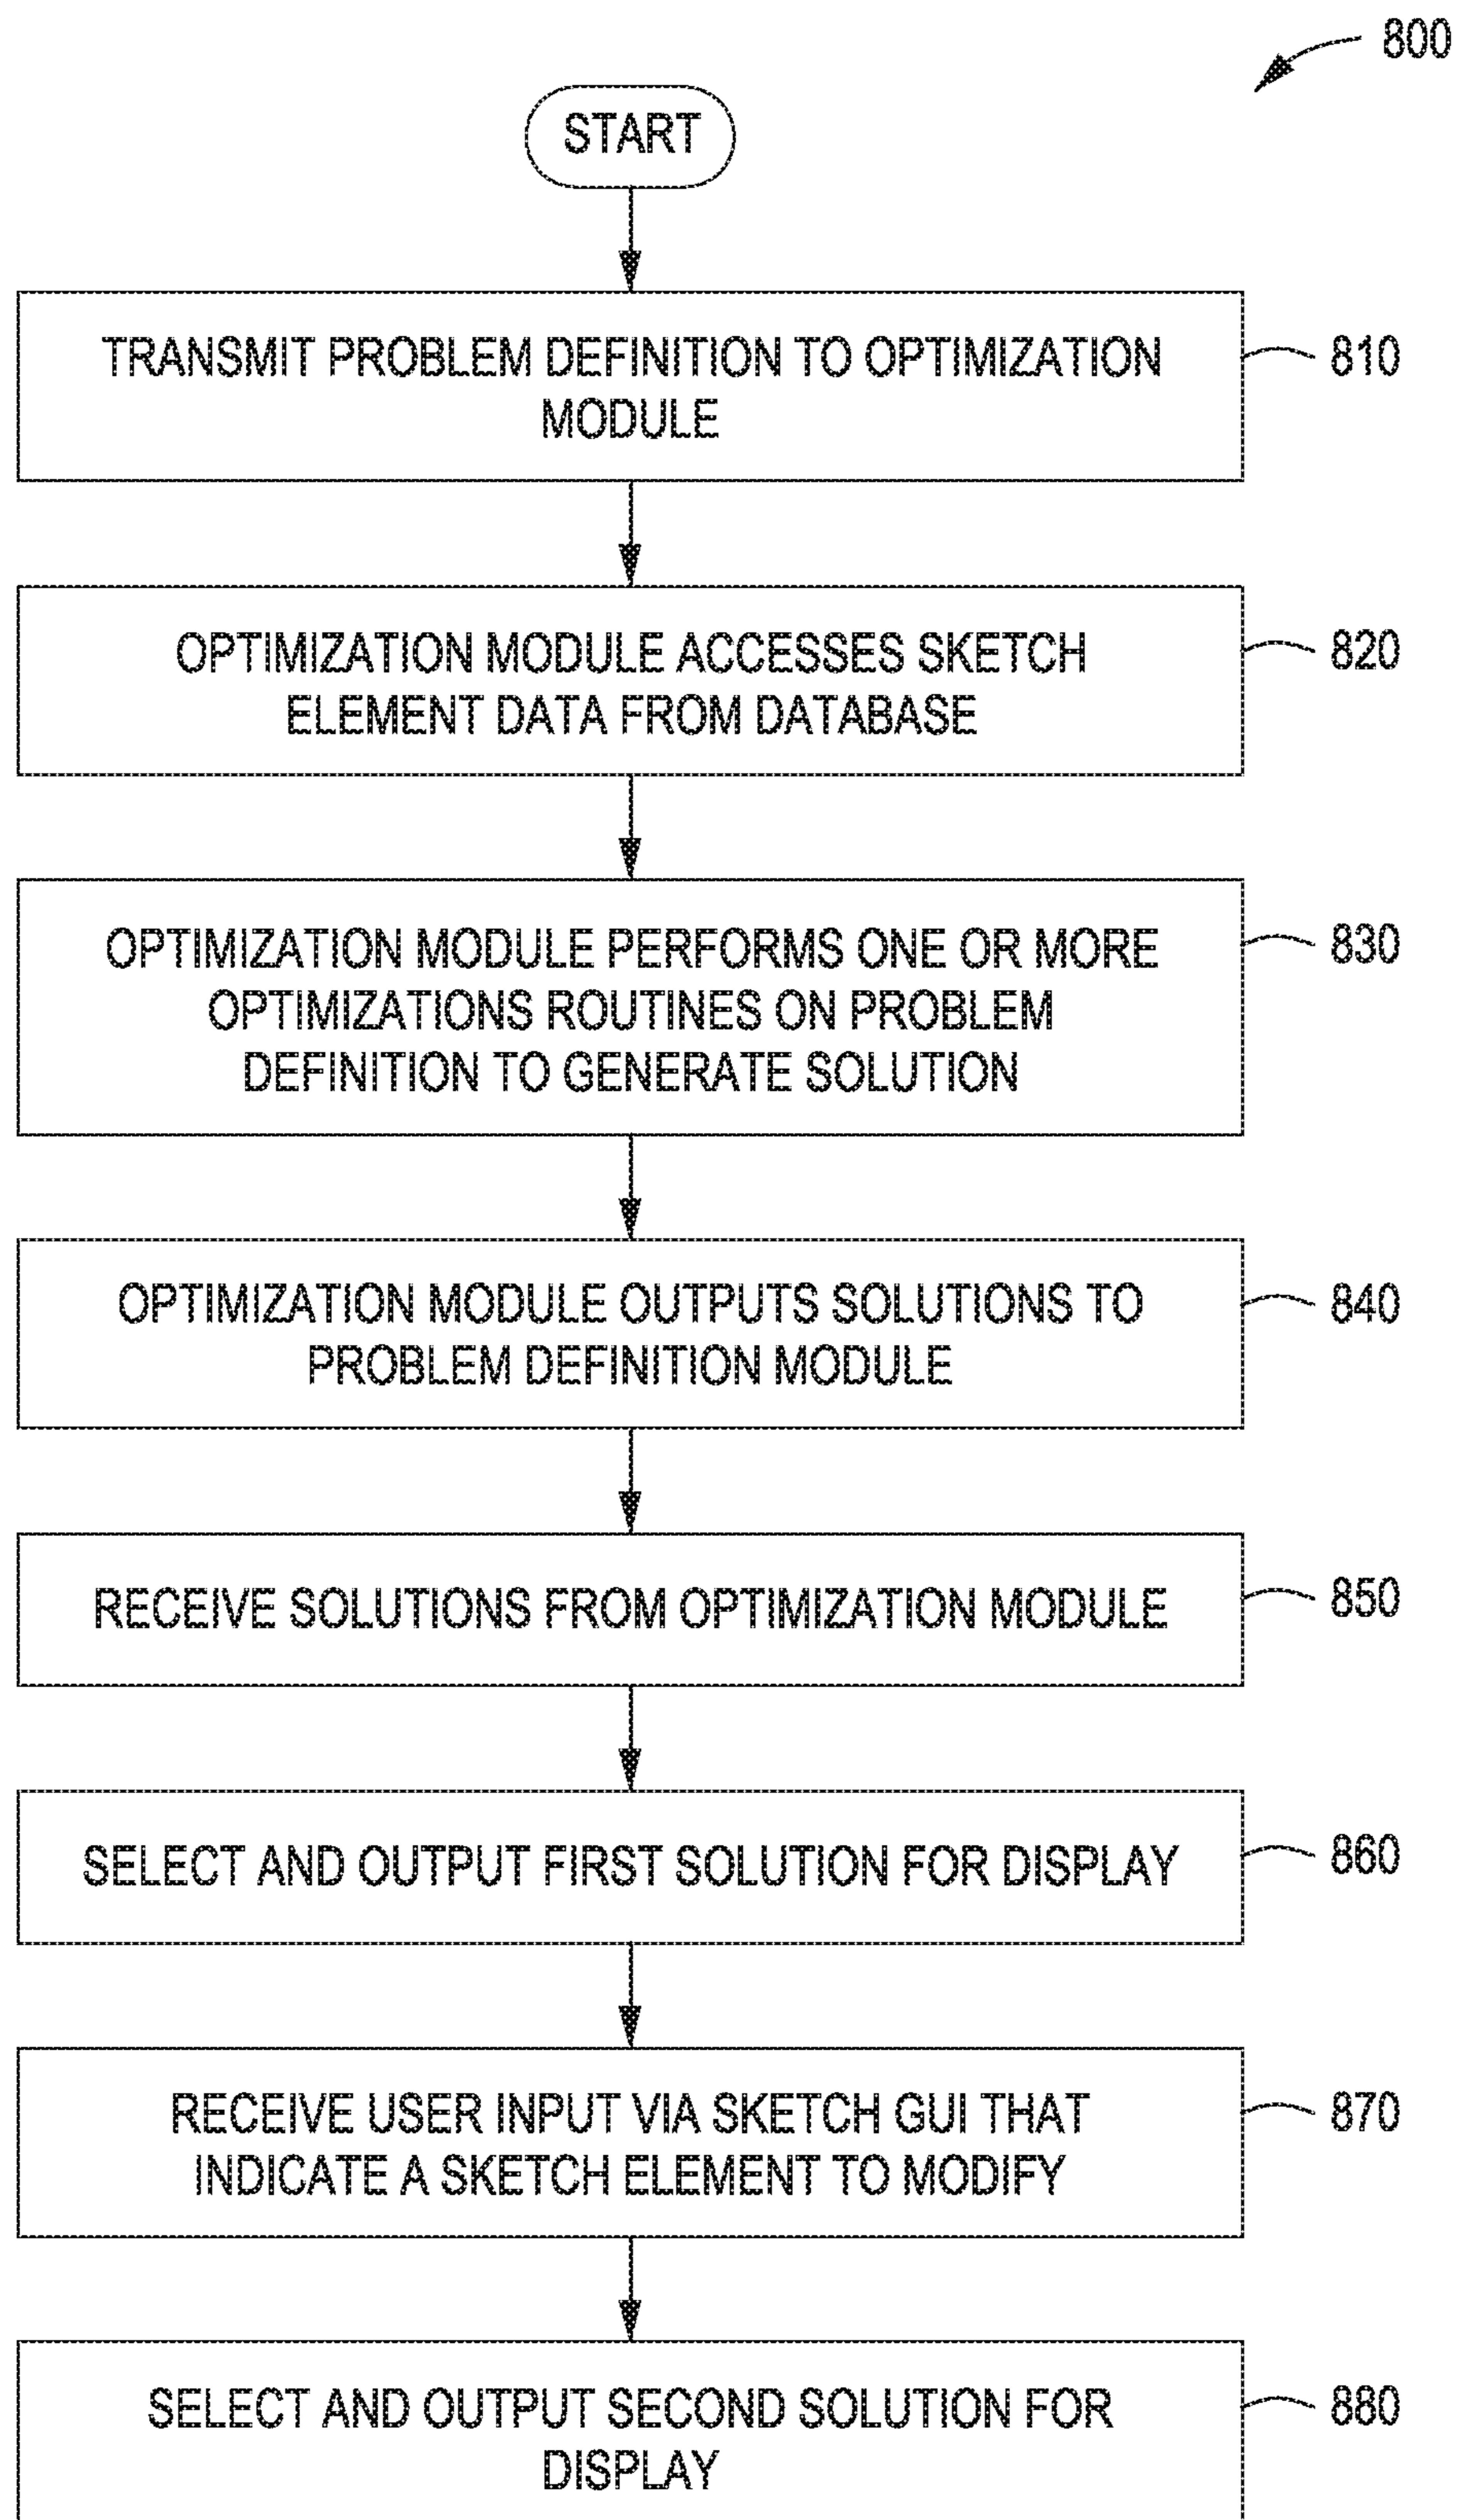 800
START
TRANSMIT PROBLEM DEFINITION TO OPTIMIZATION
MODULE
810
OPTIMIZATION MODULE ACCESSES SKETCH
ELEMENT DATA FROM DATABASE
820
OPTIMIZATION MODULE PERFORMS ONE OR MORE
OPTIMIZATIONS ROUTINES ON PROBLEM
DEFINITION TO GENERATE SOLUTION
830
OPTIMIZATION MODULE OUTPUTS SOLUTIONS TO
PROBLEM DEFINITION MODULE
840
RECEIVE SOLUTIONS FROM OPTIMIZATION MODULE
850
SELECT AND OUTPUT FIRST SOLUTION FOR DISPLAY
860
RECEIVE USER INPUT VIA SKETCH GUI THAT
INDICATE A SKETCH ELEMENT TO MODIFY
870
SELECT AND OUTPUT SECOND SOLUTION FOR
DISPLAY
880